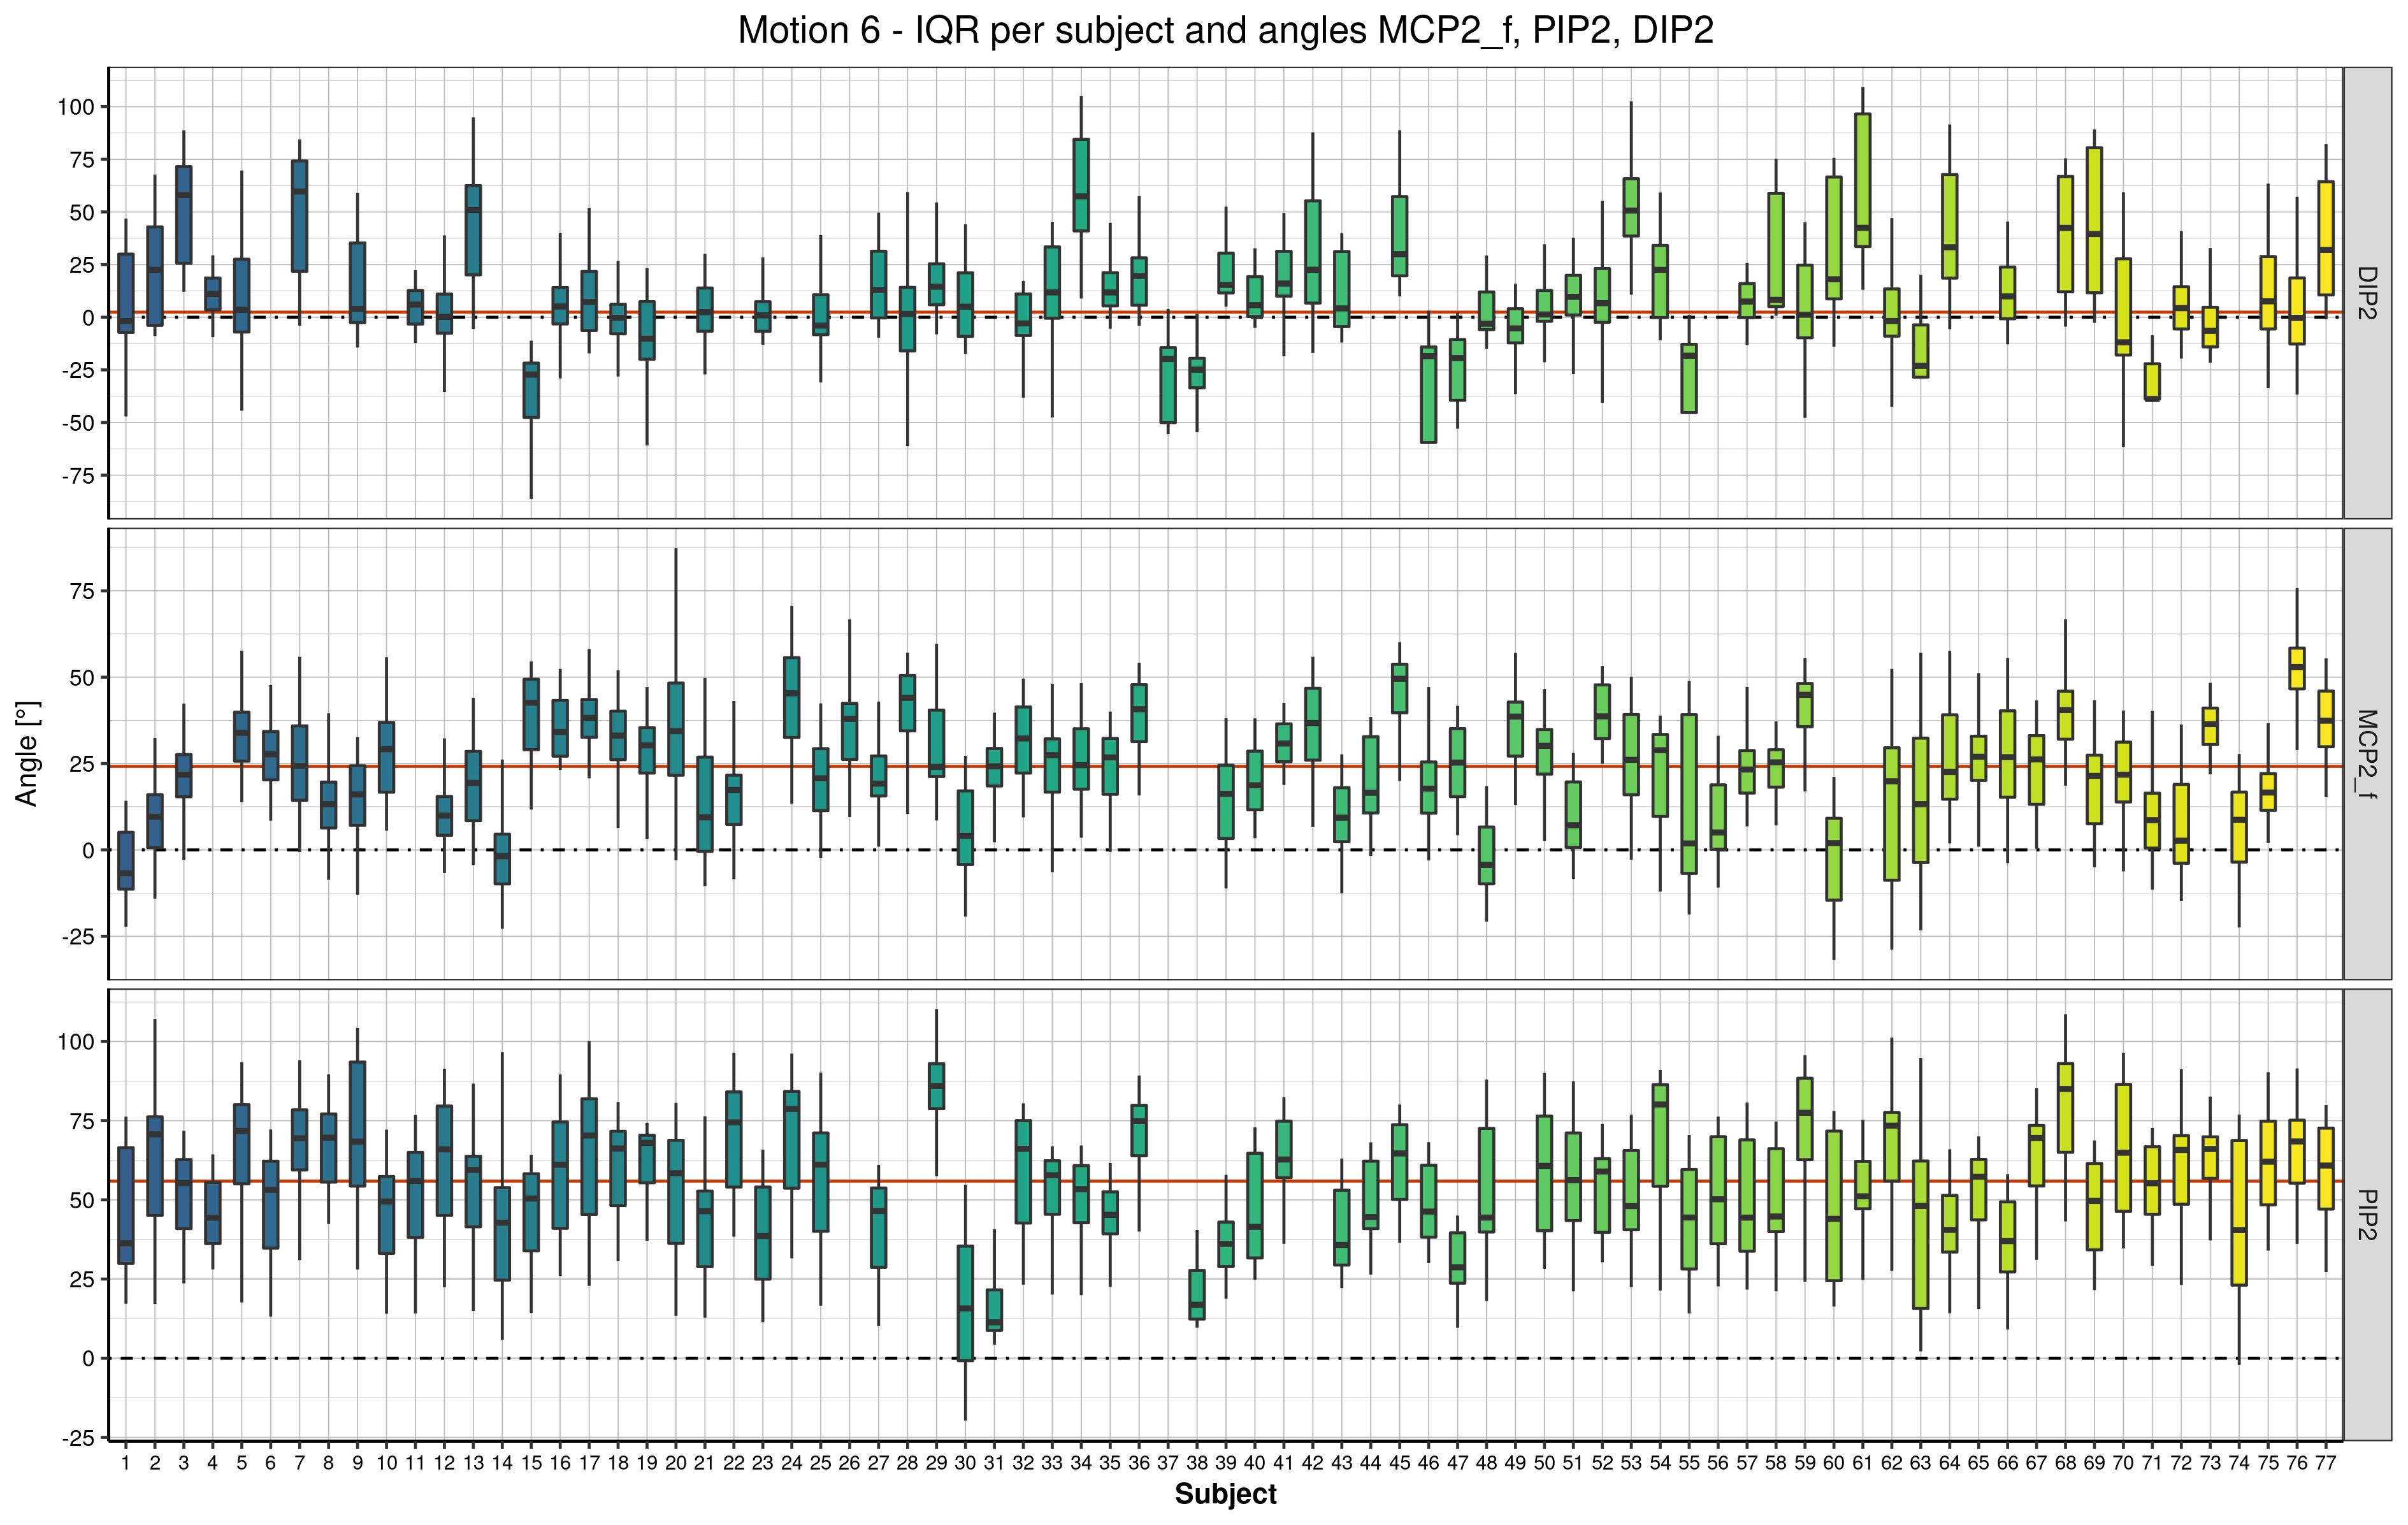 Motion 6 - IQR per subject and angles MCP2_f, PIP2, DIP2
100
75
50
25
0
-25
-50
-75
DIP2
75
50
25
0
-25
MCP2_f
100
75
50
25
0
-25
PIP2
Angle [°]
1 2 3 4 5 6 7 8 9 10 11 12 13 14 15 16 17 18 19 20 21 22 23 24 25 26 27 28 29 30 31 32 33 34 35 36 37 38 39 40 41 42 43 44 45 46 47 48 49 50 51 52 53 54 55 56 57 58 59 60 61 62 63 64 65 66 67 68 69 70 71 72 73 74 75 76 77
Subject